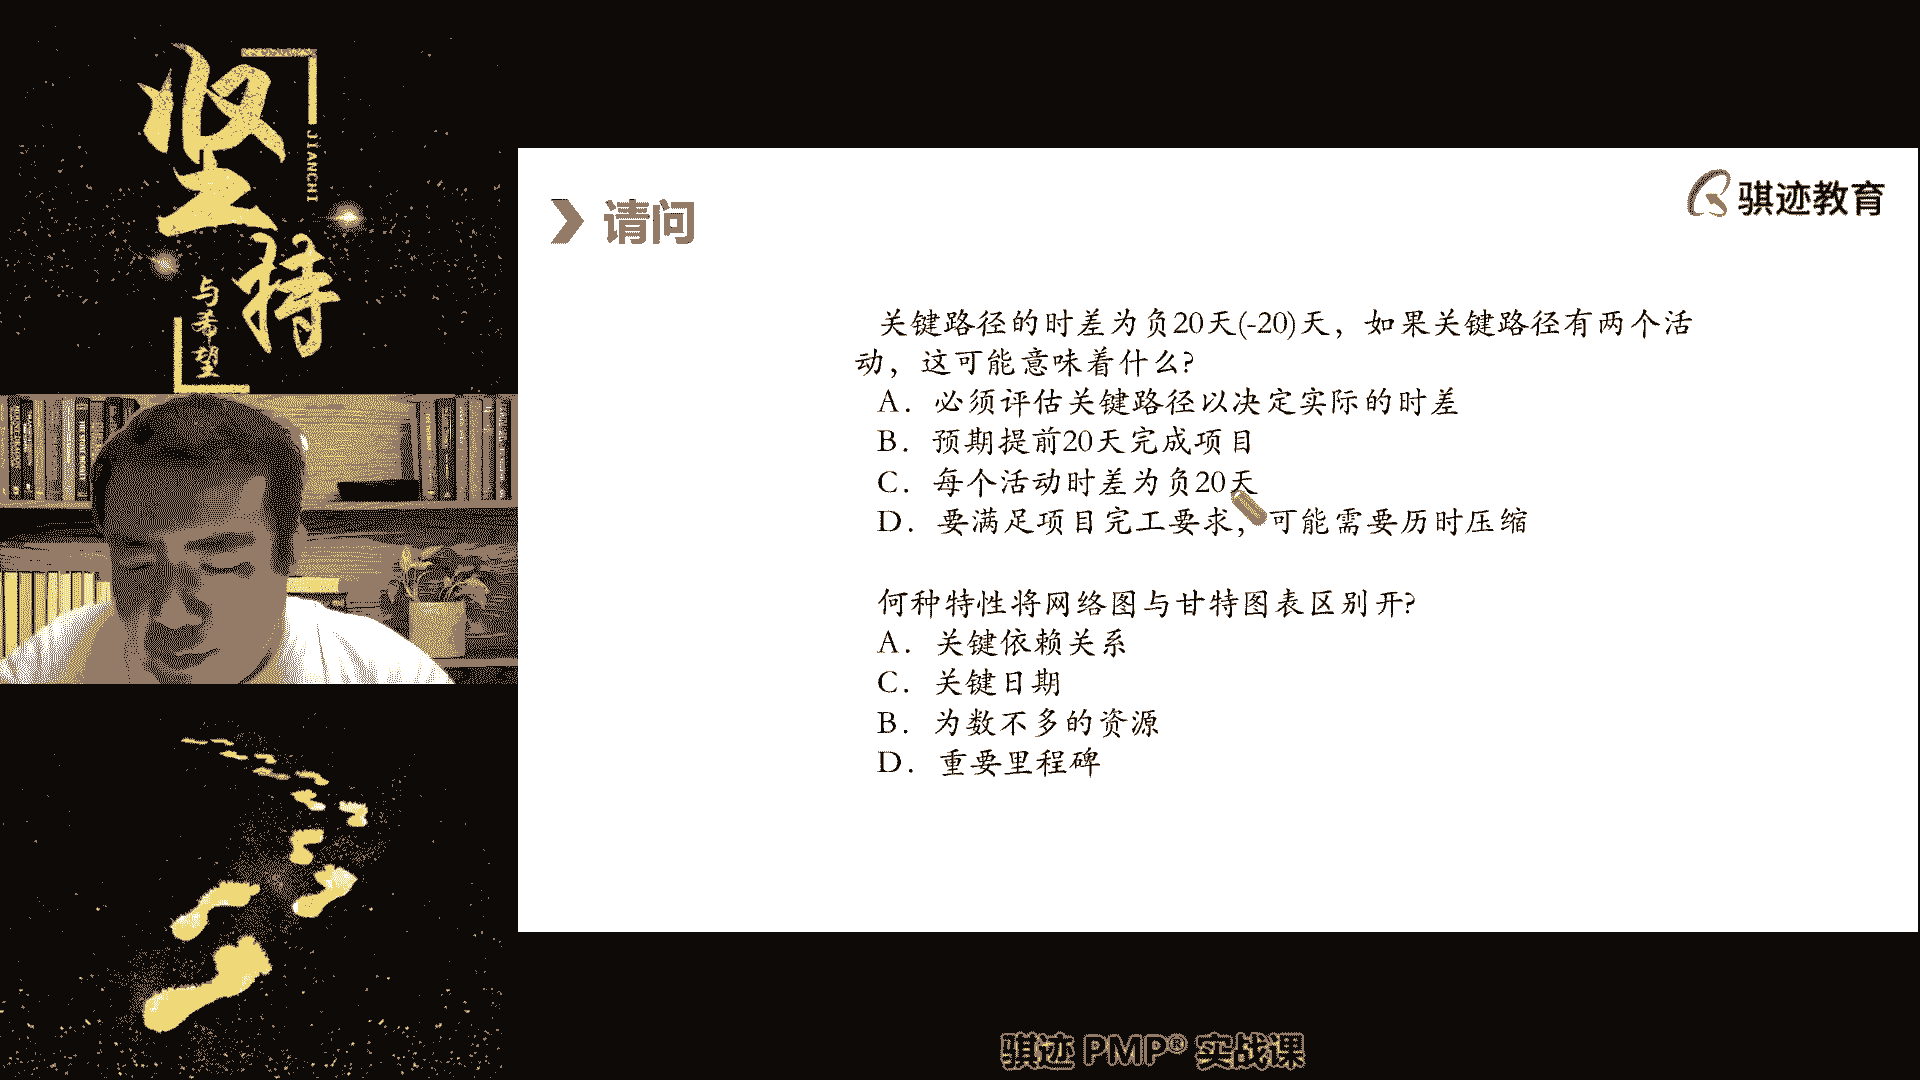 坚持
JIANCHI
与希望
请问
骐迹教育
关键路径的时差为负20天(-20)天，如果关键路径有两个活
动，这可能意味着什么?
A．必须评估关键路径以决定实际的时差
B．预期提前20天完成项目
C．每个活动时差为负20天
D．要满足项目完工要求，可能需要历时压缩
何种特性将网络图与甘特图表区别开?
A．关键依赖关系
C．关键日期
B．为数不多的资源
D．重要里程碑
骐迹 PMP® 实战课